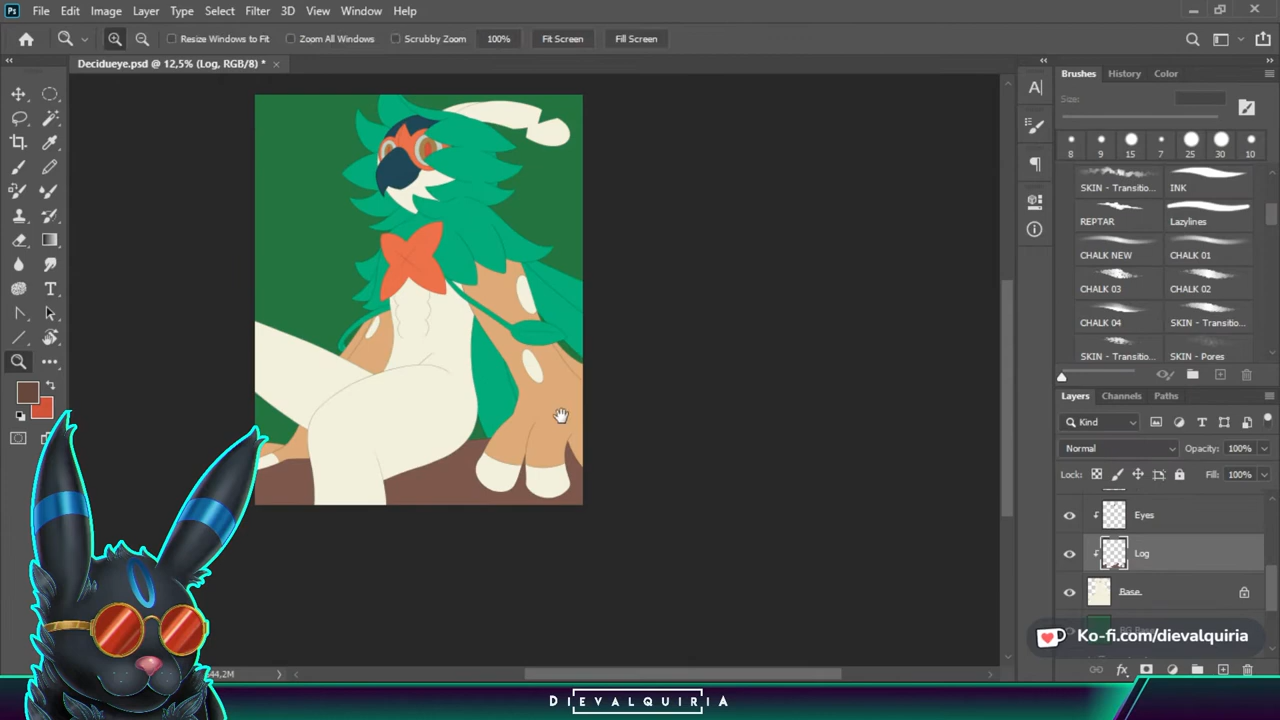 Ps File Edit Image Layer Type Select Filter 3D View Window Help
Resize Windows to Fit Zoom All Windows Scrubby Zoom 100% Fit Screen Fill Screen
Decidueye.psd @ 12,5% (Log, RGB/8) *
Brushes History Color
Size:
8 9 15 7 25 30 10
SKIN - Transitio... INK
REPTAR Lazylines
CHALK NEW CHALK 01
CHALK 03 CHALK 02
CHALK 04 SKIN - Transitio...
SKIN - Transitio... SKIN - Pores
Layers Channels Paths
Kind
Normal Opacity: 100%
Lock: Fill: 100%
Eyes
Log
Base
Ko-fi.com/dievalquiria
44,2M
DIEVALQUIRIA